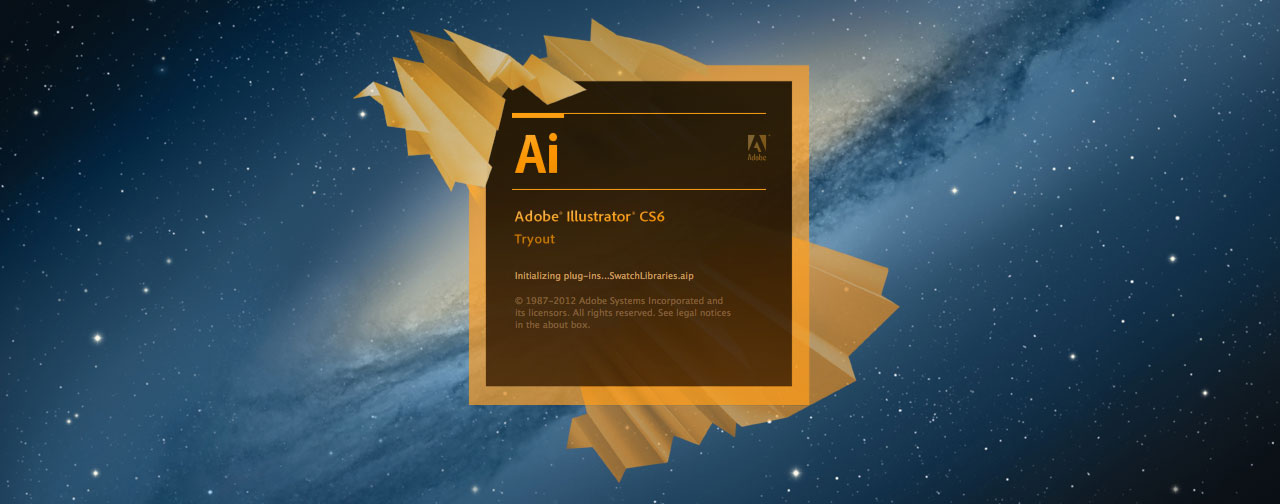 Ai
Adobe
Adobe® Illustrator® CS6
Tryout
Initializing plug-ins...SwatchLibraries.aip
© 1987-2012 Adobe Systems Incorporated and
its licensors. All rights reserved. See legal notices
in the about box.